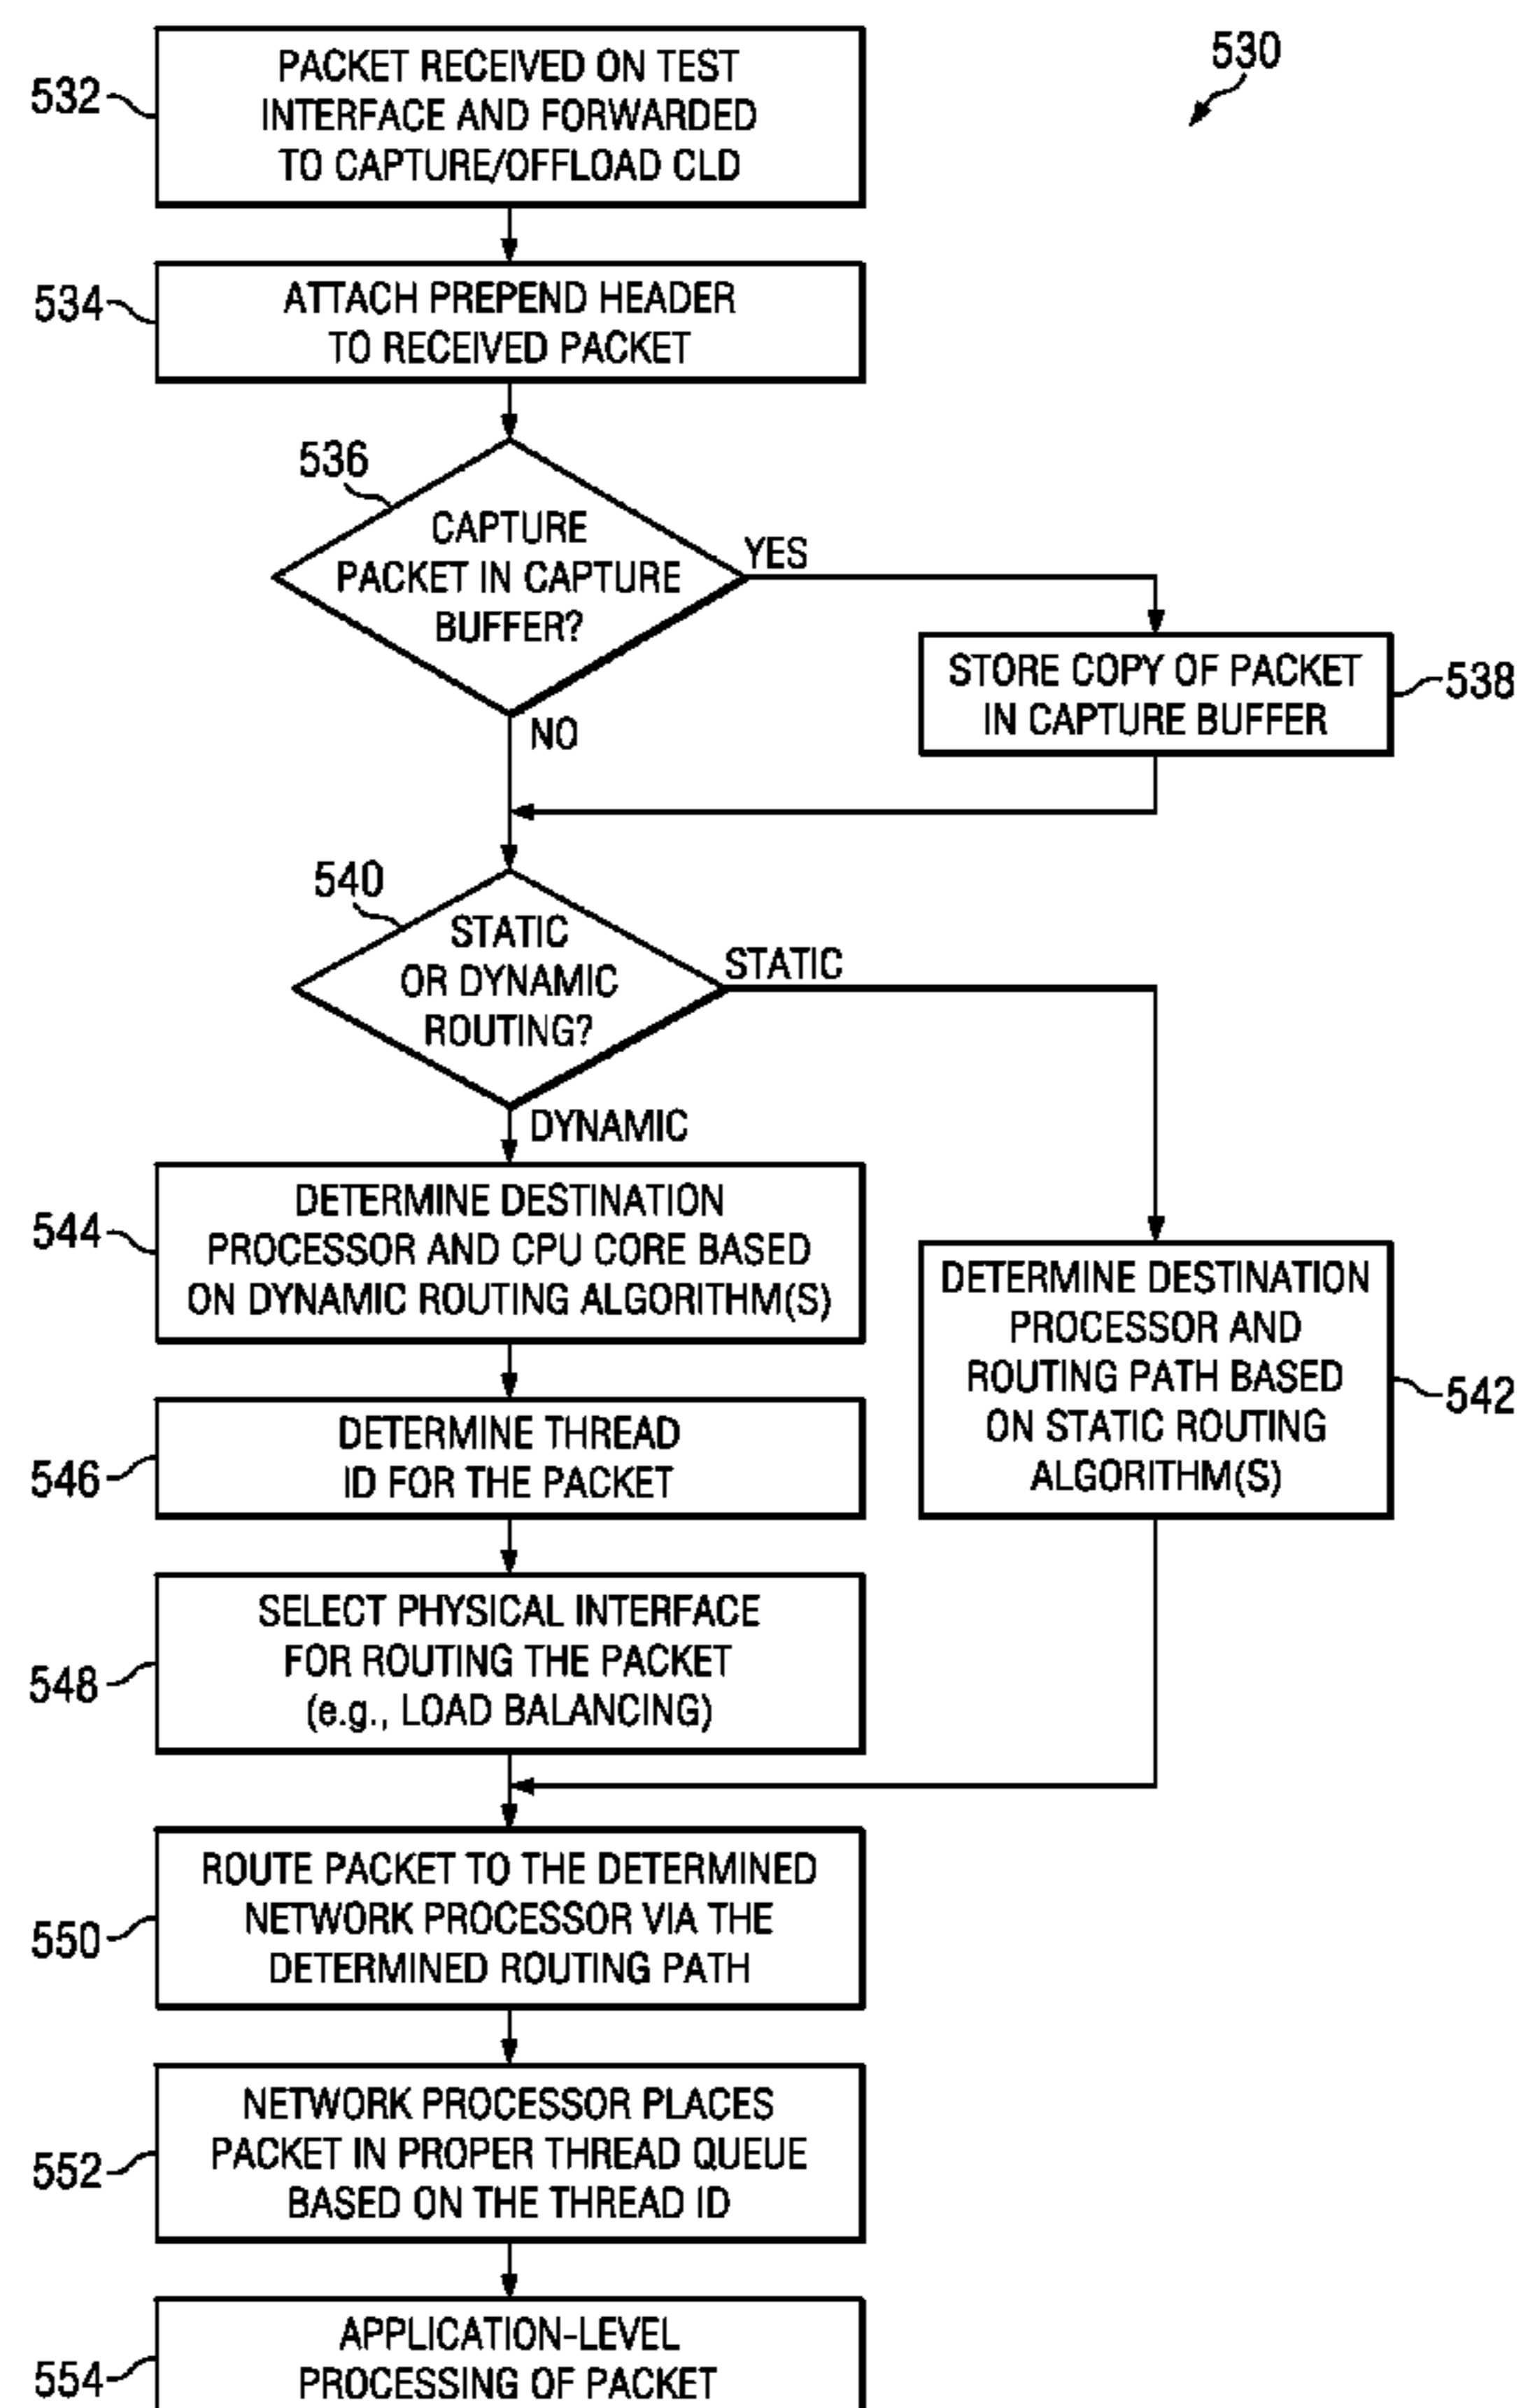 530
532
PACKET RECEIVED ON TEST
INTERFACE AND FORWARDED
TO CAPTURE/OFFLOAD CLD
534
ATTACH PREPEND HEADER
TO RECEIVED PACKET
536
CAPTURE
PACKET IN CAPTURE
BUFFER?
YES
NO
STORE COPY OF PACKET
IN CAPTURE BUFFER
538
540
STATIC
OR DYNAMIC
ROUTING?
STATIC
DYNAMIC
544
DETERMINE DESTINATION
PROCESSOR AND CPU CORE BASED
ON DYNAMIC ROUTING ALGORITHM(S)
DETERMINE DESTINATION
PROCESSOR AND
ROUTING PATH BASED
ON STATIC ROUTING
ALGORITHM(S)
542
546
DETERMINE THREAD
ID FOR THE PACKET
548
SELECT PHYSICAL INTERFACE
FOR ROUTING THE PACKET
(e.g., LOAD BALANCING)
550
ROUTE PACKET TO THE DETERMINED
NETWORK PROCESSOR VIA THE
DETERMINED ROUTING PATH
552
NETWORK PROCESSOR PLACES
PACKET IN PROPER THREAD QUEUE
BASED ON THE THREAD ID
554
APPLICATION-LEVEL
PROCESSING OF PACKET